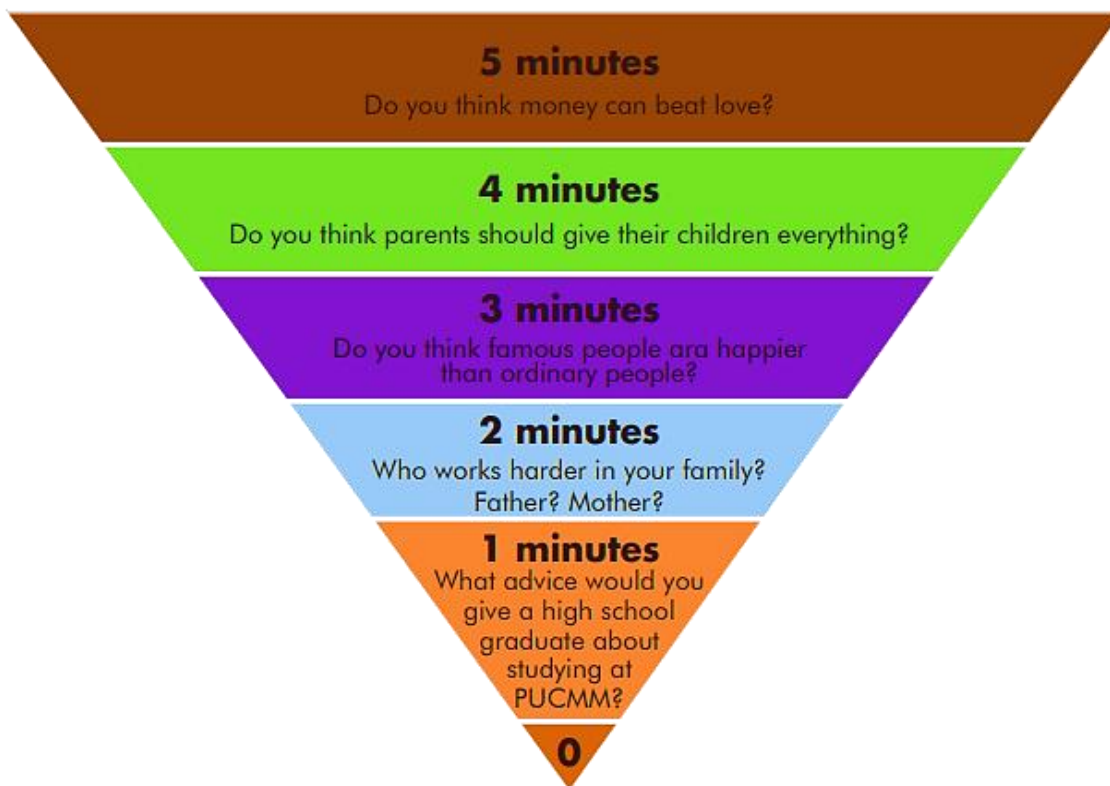 5 minutes
Do you think money can beat love?
4 minutes
Do you think parents should give their children everything?
3 minutes
Do you think famous people ara happier
than ordinary people?
2 minutes
Who works harder in your family?
Father? Mother?
1 minutes
What advice would you
give a high school
graduate about
studying at
PUCMM?
0